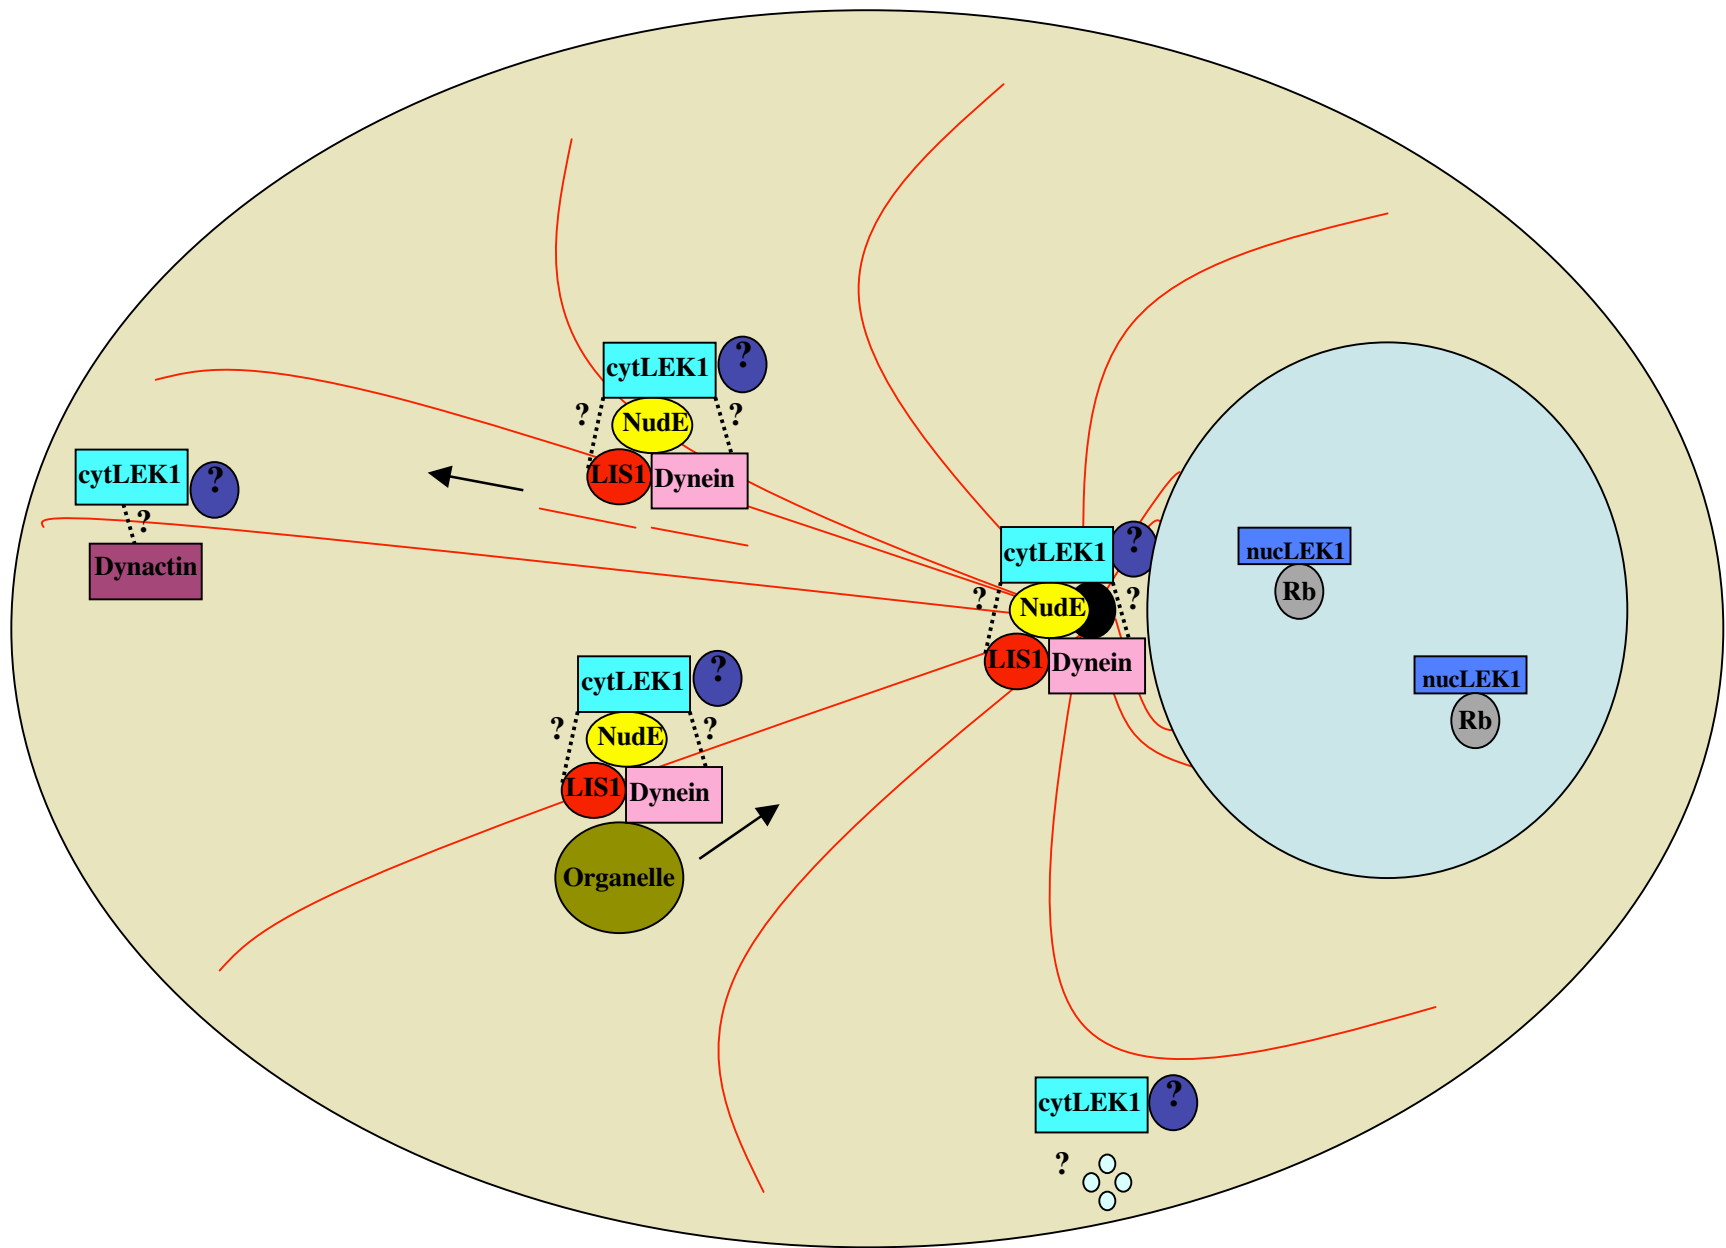 cytLEK1 ?
? NudE ?
LIS1 Dynein
cytLEK1 ?
?
Dynactin
cytLEK1 ?
? NudE ?
LIS1 Dynein
nucLEK1
Rb
nucLEK1
Rb
cytLEK1 ?
? NudE ?
LIS1 Dynein
Organelle
cytLEK1 ?
?